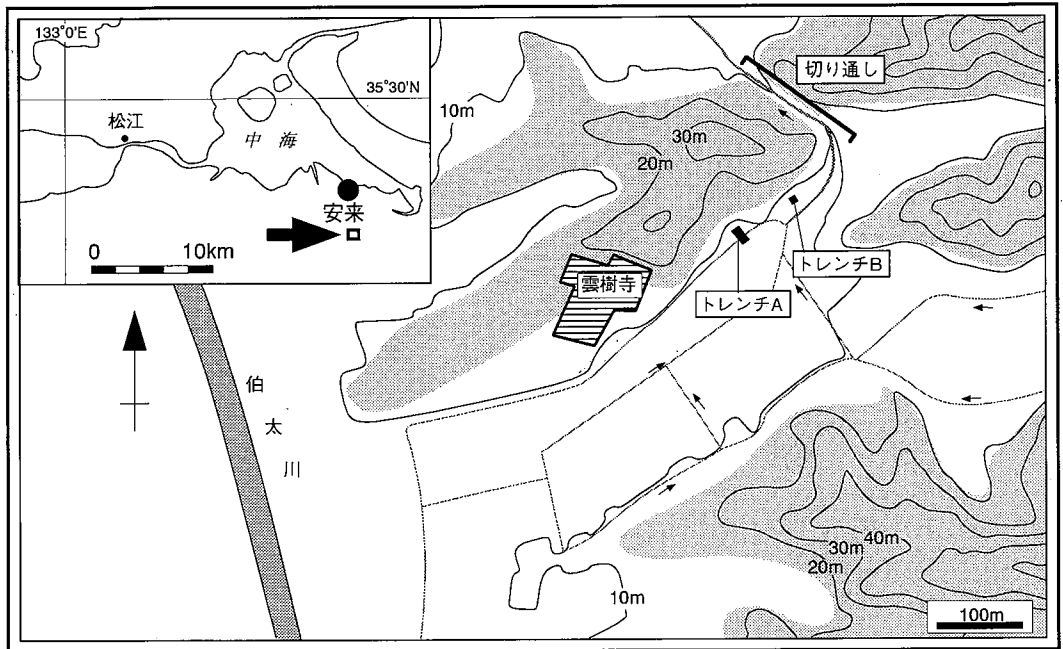 133°0'E
35°30'N
松江
中海
安来
0 10km
10m
30m
20m
切り通し
トレンチB
トレンチA
雲樹寺
伯太川
40m
30m
20m
10m
100m